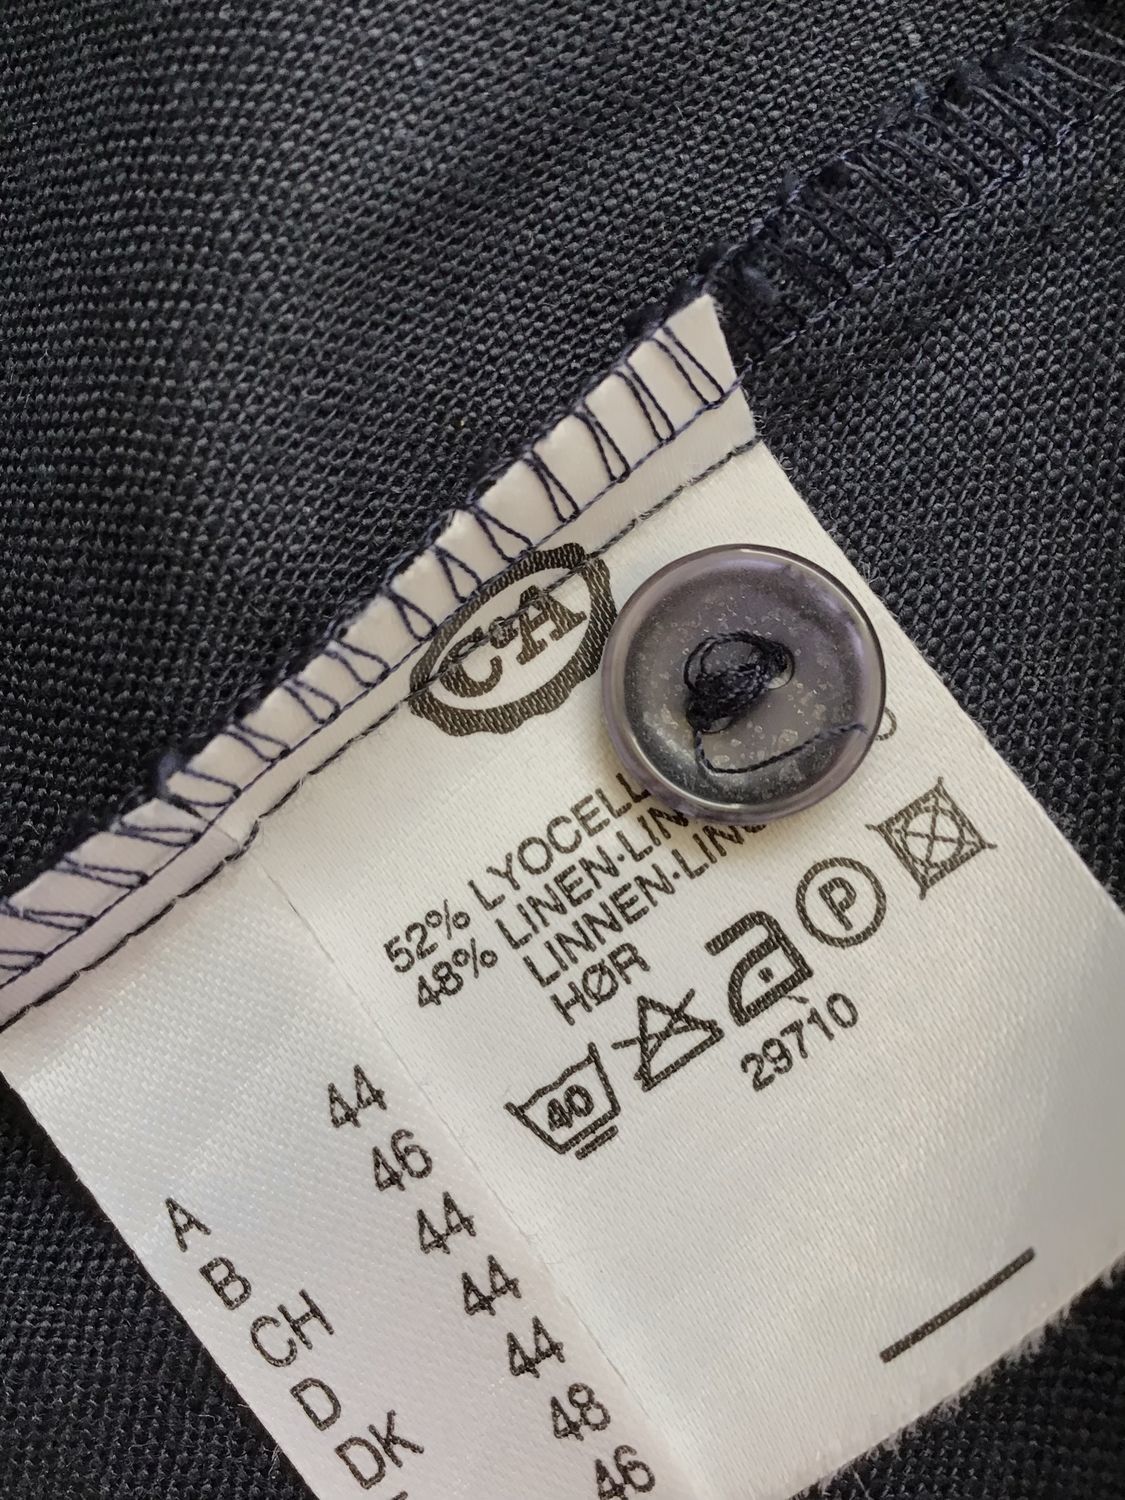 C&A
52% LYOCELL
48% LINEN·LIN
LINNEN·LIN
HØR
40 P
29710
44
46
A 44
B 44
CH 44
D 48
DK 46